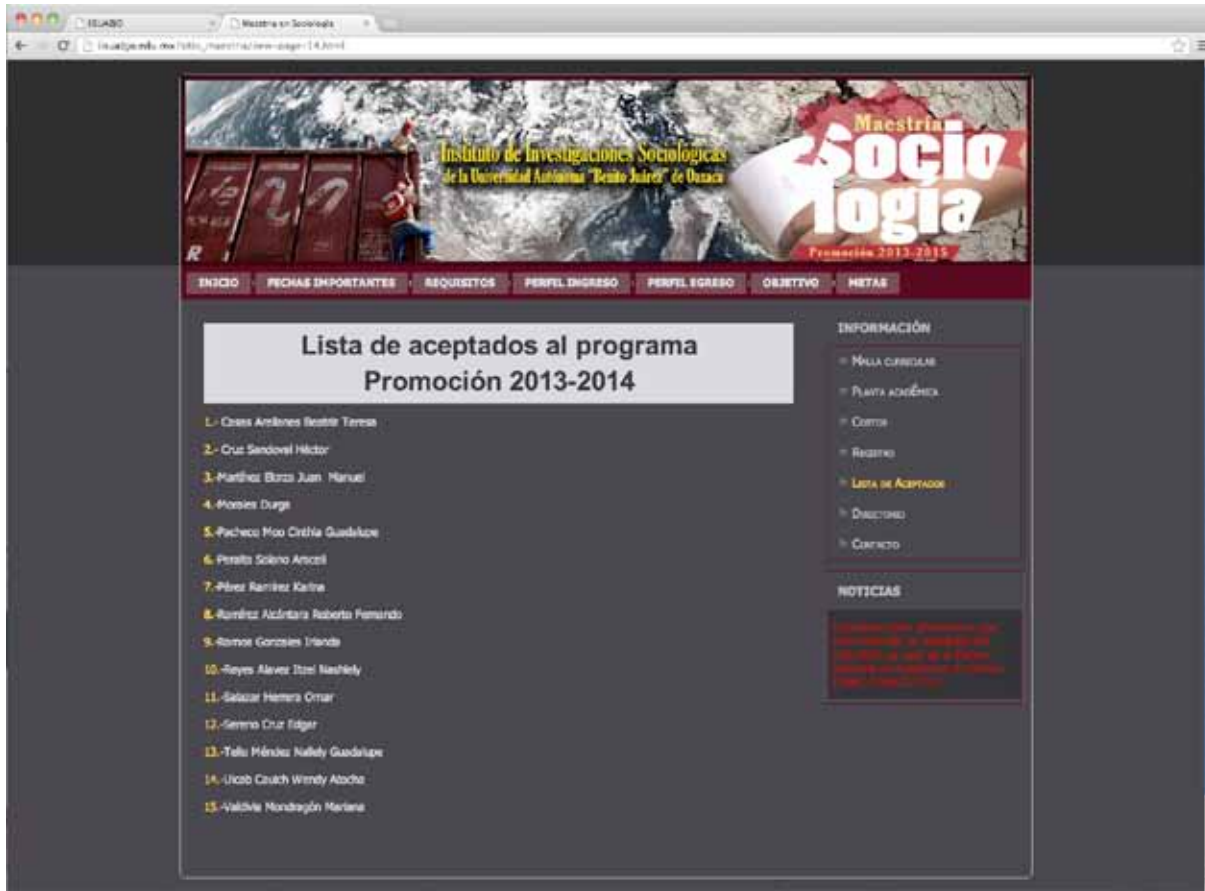 IISUABJO
Maestría en Sociología
Instituto de Investigaciones Sociológicas
de la Universidad Autónoma "Benito Juárez" de Oaxaca
Maestría
Socio
logía
Promoción 2013-2015
INICIO
FECHAS IMPORTANTES
REQUISITOS
PERFIL INGRESO
PERFIL EGRESO
OBJETIVO
METAS
Lista de aceptados al programa
Promoción 2013-2014
1.- Casas Arellanes Beatriz Teresa
2.- Cruz Sandoval Héctor
3.-Martínez Elorza Juan Manuel
4.-Morales Durga
5.-Pacheco Moo Cinthia Guadalupe
6.-Peralta Solano Araceli
7.-Pérez Ramírez Karina
8.-Ramírez Alcántara Roberto Fernando
9.-Ramos Gonzales Irlanda
10.-Reyes Alavez Itzel Nashiely
11.-Salazar Herrera Omar
12.-Sereno Cruz Edgar
13.-Tello Méndez Nallely Guadalupe
14.-Uicab Wendy
15.-Valdivia Mondragón Mariana
INFORMACIÓN
MALLA CURRICULAR
PLANTA ACADÉMICA
COSTOS
REGISTRO
LISTA DE ACEPTADOS
DIRECTORIO
CONTACTO
NOTICIAS